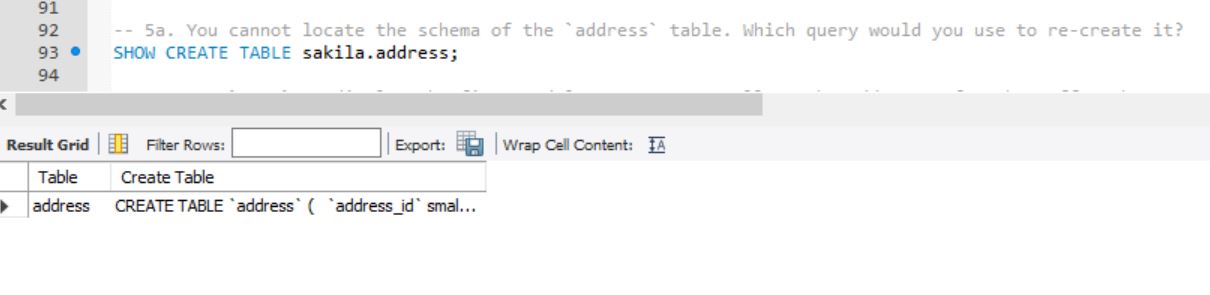 91
92 -- 5a. You cannot locate the schema of the `address` table. Which query would you use to re-create it?
93 SHOW CREATE TABLE sakila.address;
94
Result Grid Filter Rows: Export: Wrap Cell Content:
Table Create Table
address CREATE TABLE `address` ( `address_id` smal...